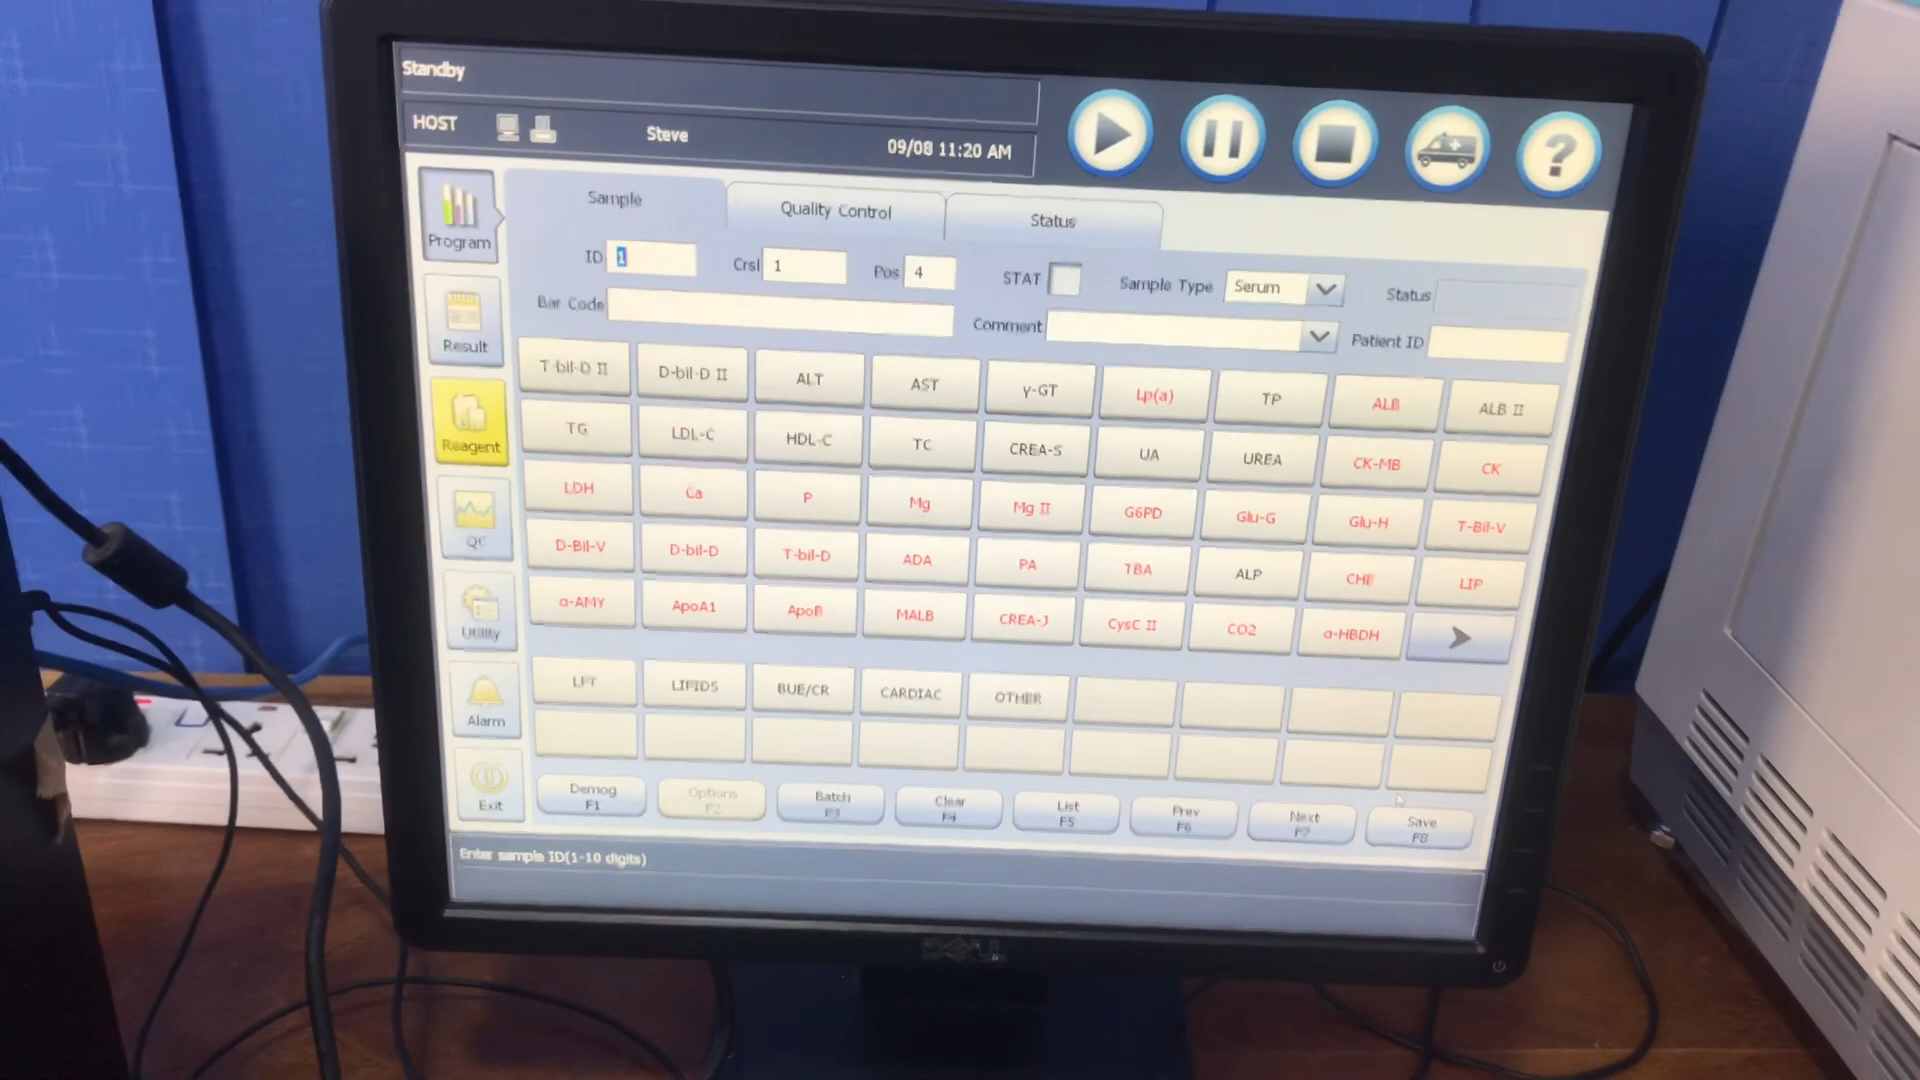 Standby
HOST Steve 09/08 11:20 AM
Program
Result
Reagent
QC
Utility
Alarm
Exit
Sample Quality Control Status
ID 1 Crsl 1 Pos 4 STAT Sample Type Serum Status
Bar Code Comment Patient ID
T-bil-D II D-bil-D II ALT AST γ-GT Lp(a) TP ALB ALB II
TG LDL-C HDL-C TC CREA-S UA UREA CK-MB CK
LDH Ca P Mg Mg II G6PD Glu-G Glu-H T-Bil-V
D-Bil-V D-bil-D T-bil-D ADA PA TBA ALP CHE LIP
α-AMY ApoA1 ApoB MALB CREA-J CysC II CO2 α-HBDH
LFT LIPIDS BUE/CR CARDIAC OTHER
Demog Options Batch Clear List Prev Next Save
F1 F2 F3 F4 F5 F6 F7 F8
Enter sample ID(1-10 digits)
DELL